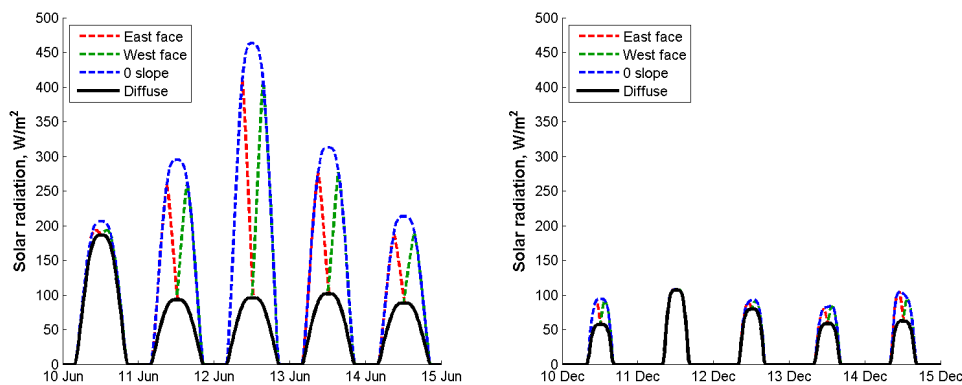 500
450
400
350
300
250
200
150
100
50
0
Solar radiation, W/m²
East face
West face
0 slope
Diffuse
10 Jun
11 Jun
12 Jun
13 Jun
14 Jun
15 Jun
500
450
400
350
300
250
200
150
100
50
0
Solar radiation, W/m²
East face
West face
0 slope
Diffuse
10 Dec
11 Dec
12 Dec
13 Dec
14 Dec
15 Dec